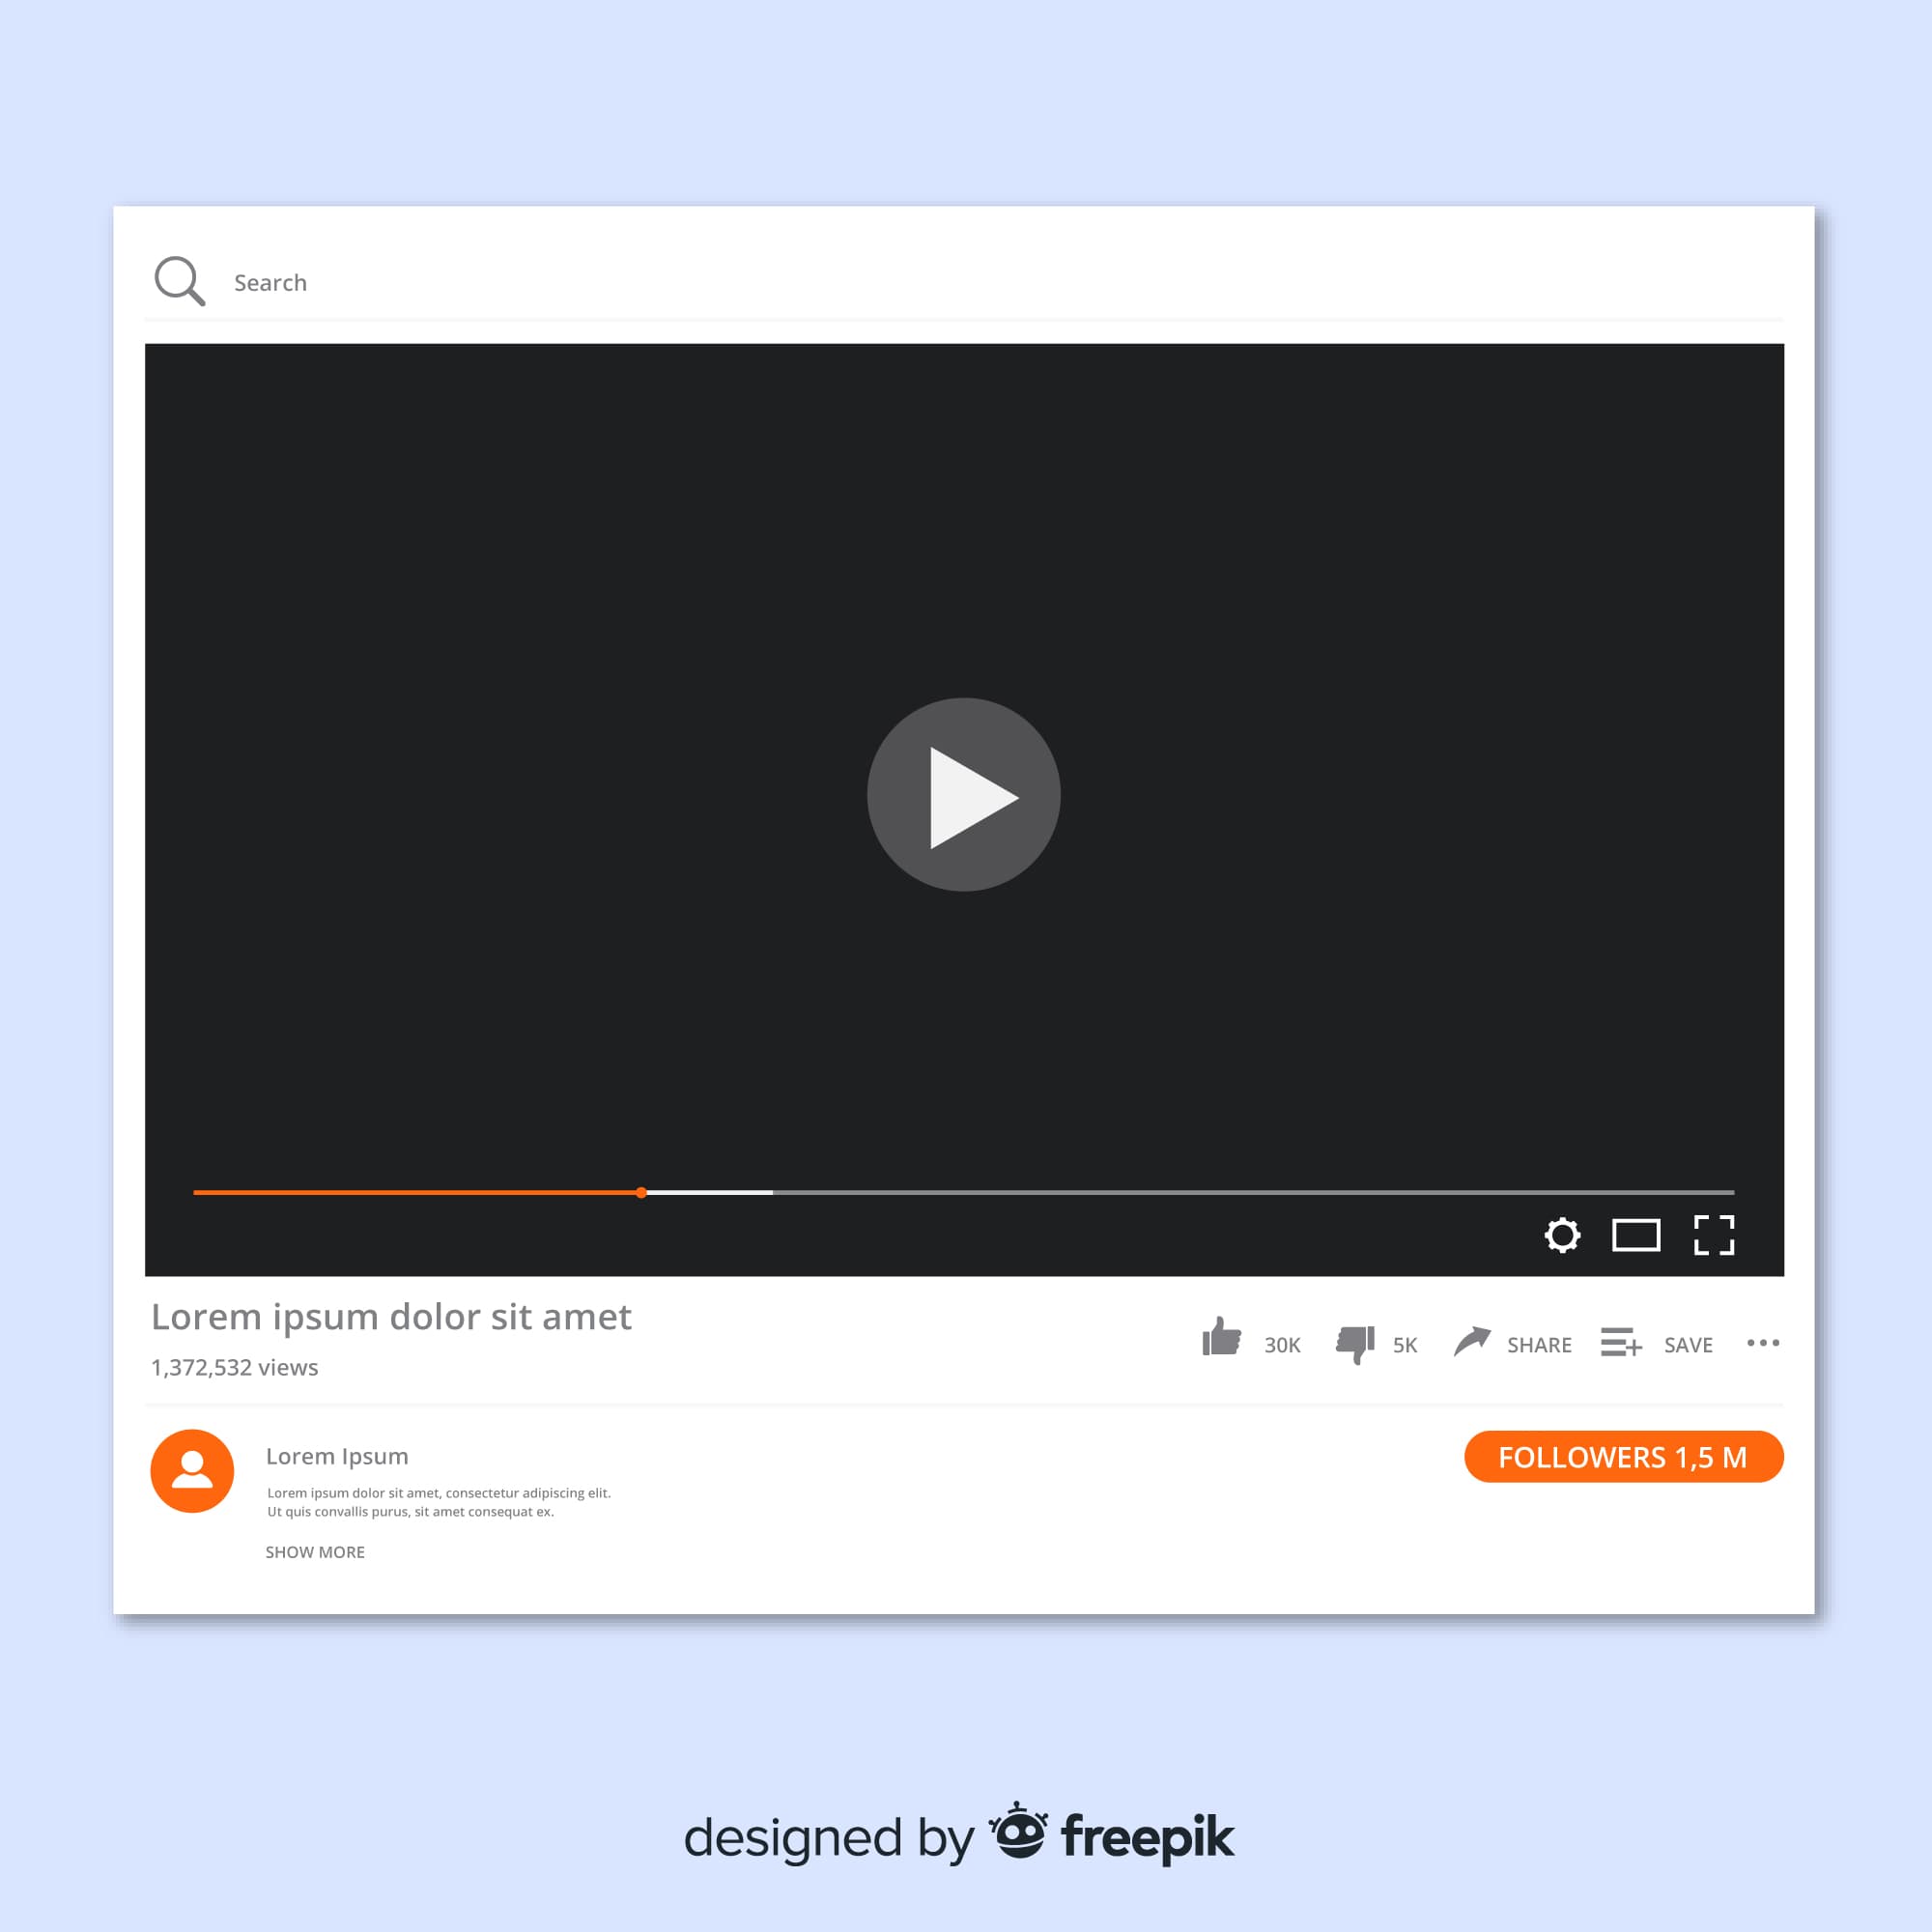 Search
Lorem ipsum dolor sit amet
1,372,532 views
30K 5K SHARE SAVE
Lorem Ipsum
FOLLOWERS 1,5 M
Lorem ipsum dolor sit amet, consectetur adipiscing elit.
Ut quis convallis purus, sit amet consequat ex.
SHOW MORE
designed by freepik